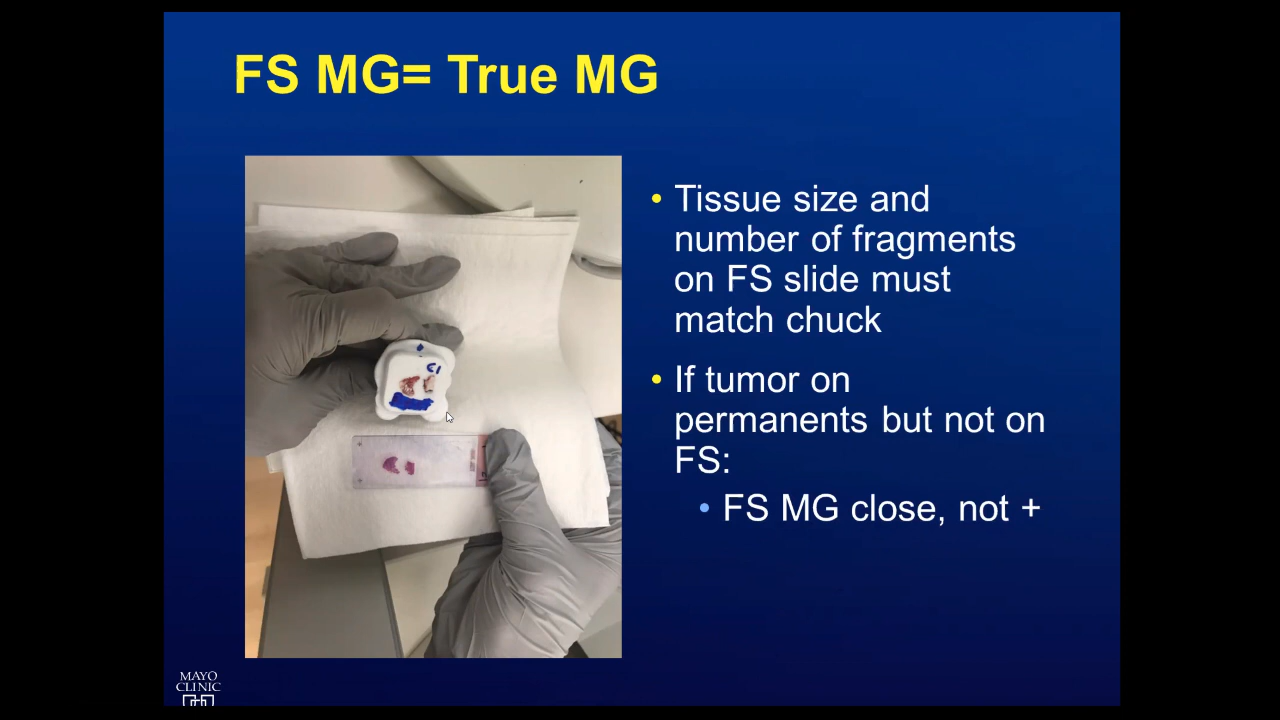 FS MG= True MG
• Tissue size and
number of fragments
on FS slide must
match chuck
• If tumor on
permanents but not on
FS:
• FS MG close, not +
MAYO
CLINIC